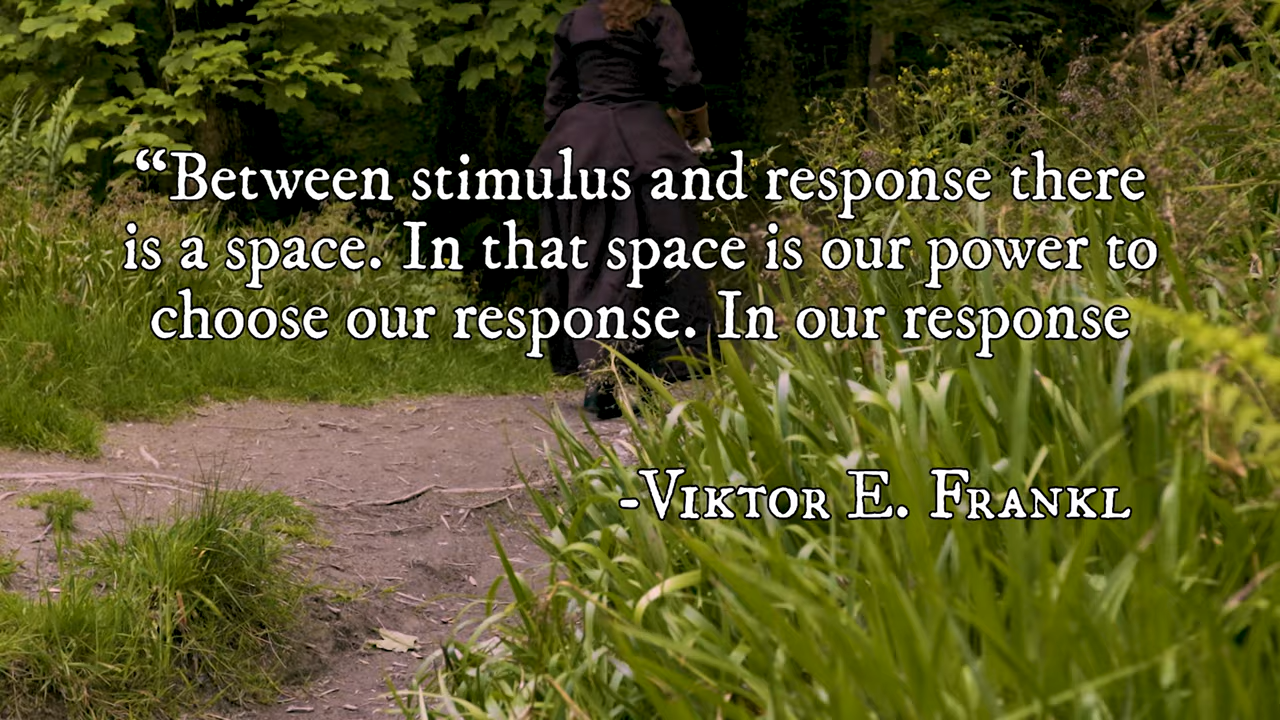 “Between stimulus and response there
is a space. In that space is our power to
choose our response. In our response
-Viktor E. Frankl